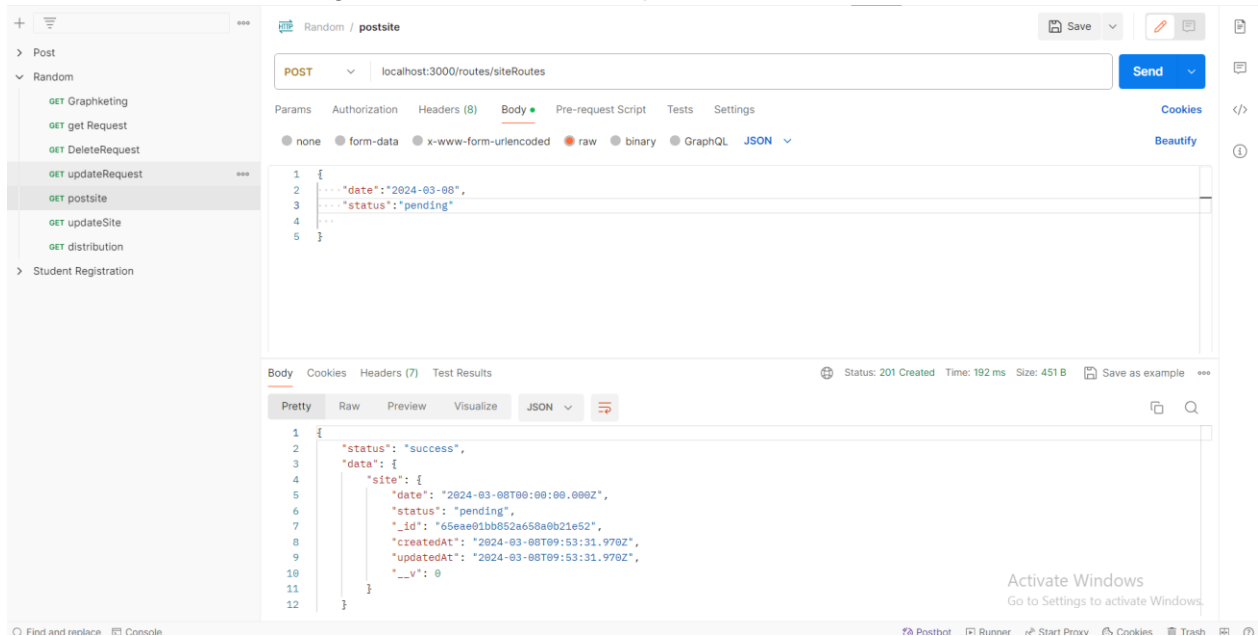 Random / postsite
Save
Post
Random
GET Graphketing
GET get Request
GET DeleteRequest
GET updateRequest
GET postsite
GET updateSite
GET distribution
Student Registration
POST localhost:3000/routes/siteRoutes Send
Params Authorization Headers (8) Body Pre-request Script Tests Settings Cookies
none form-data x-www-form-urlencoded raw binary GraphQL JSON Beautify
1 {
2 "date":"2024-03-08",
3 "status":"pending"
4
5 }
Body Cookies Headers (7) Test Results Status: 201 Created Time: 192 ms Size: 451 B Save as example
Pretty Raw Preview Visualize JSON
1 {
2 "status": "success",
3 "data": {
4 "site": {
5 "date": "2024-03-08T00:00:00.000Z",
6 "status": "pending",
7 "_id": "65eae01bb852a658a0b21e52",
8 "createdAt": "2024-03-08T09:53:31.970Z",
9 "updatedAt": "2024-03-08T09:53:31.970Z",
10 "__v": 0
11 }
12 }
Activate Windows
Go to Settings to activate Windows.
Find and replace Console Postbot Runner Start Proxy Cookies Trash